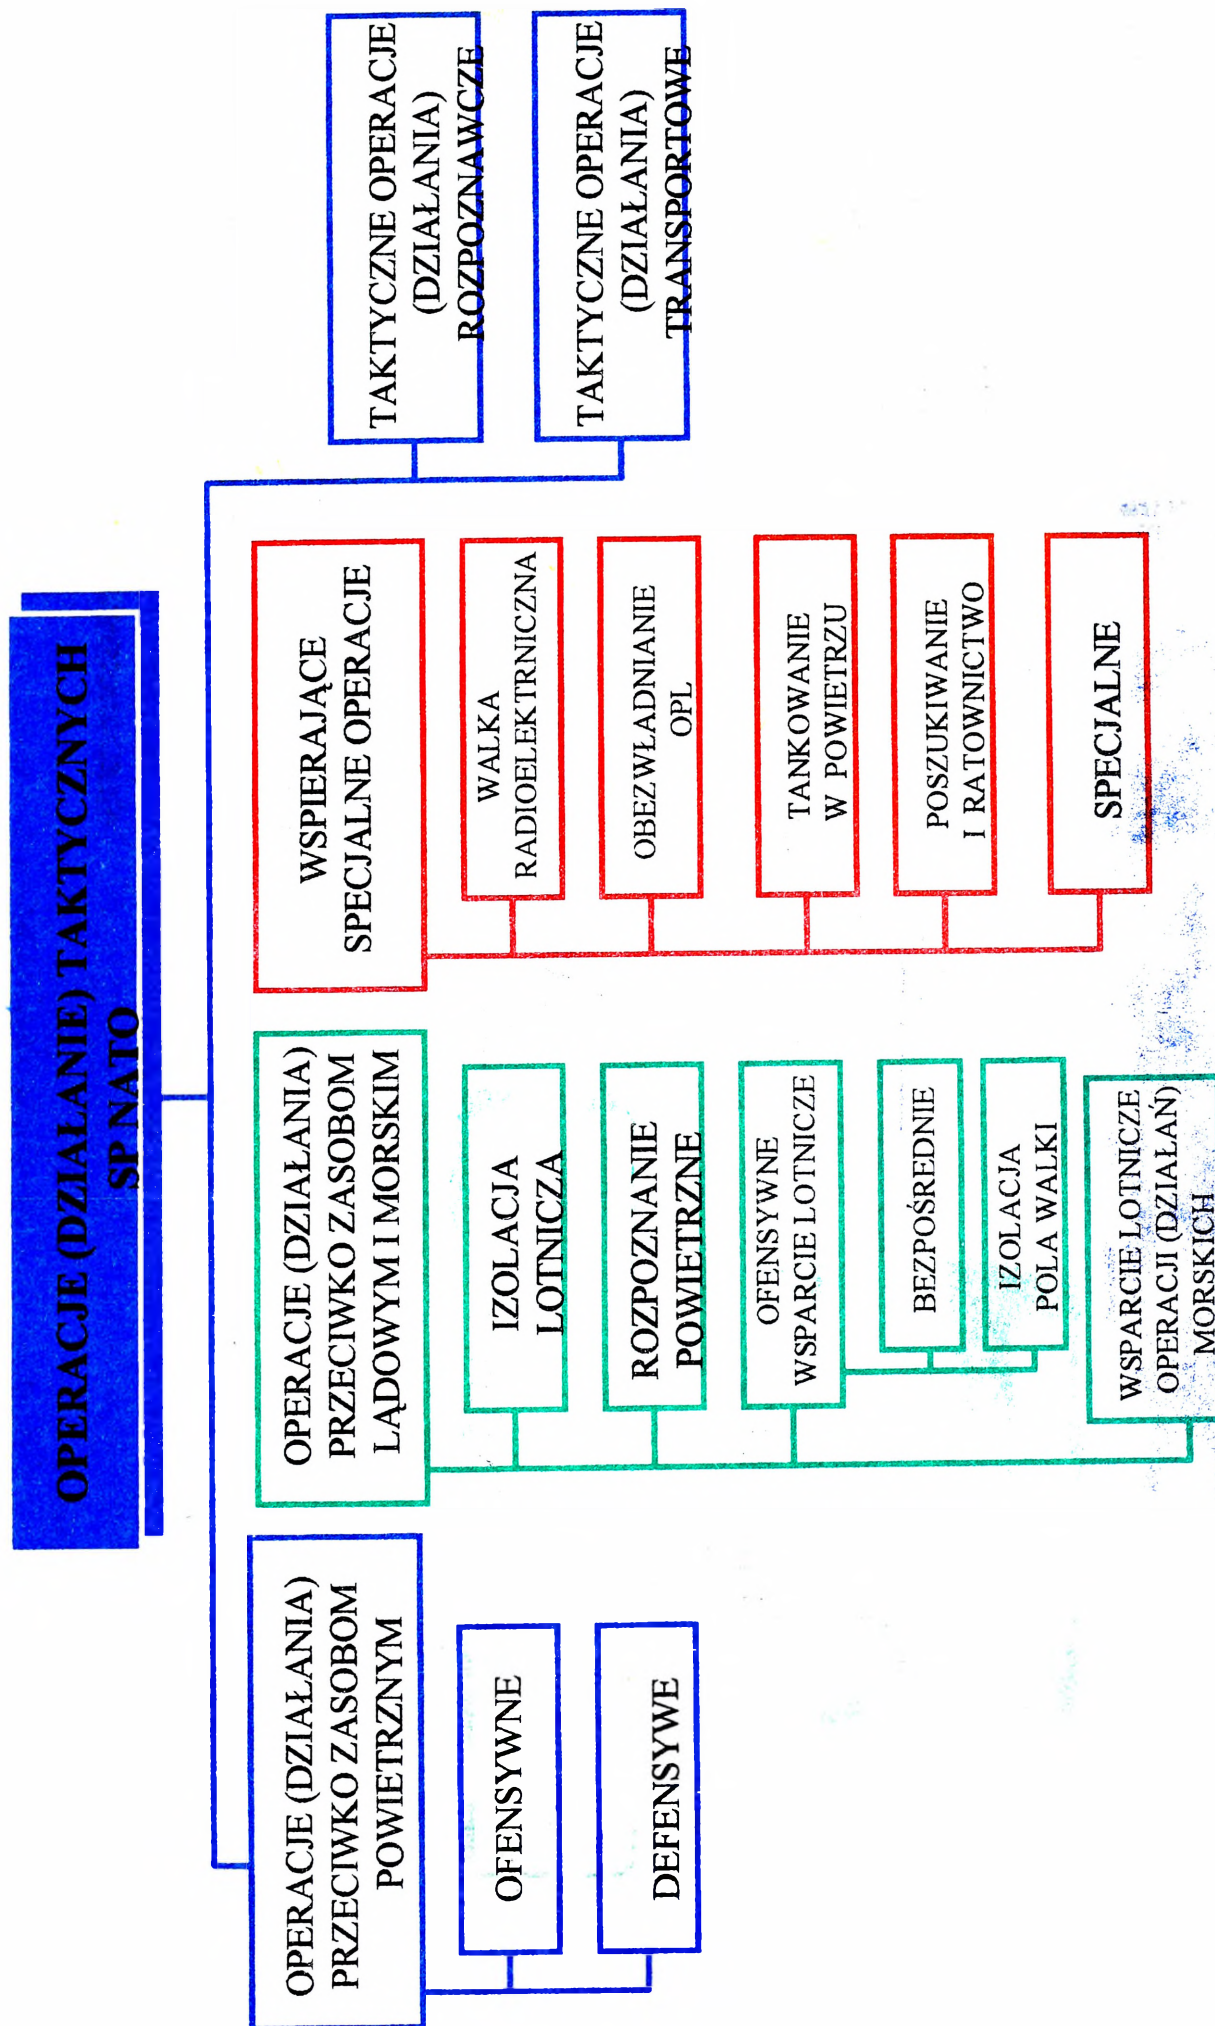 OPERACJE (DZIAŁANIE) TAKTYCZNYCH
SP NATO
OPERACJE (DZIAŁANIA)
PRZECIWKO ZASOBOM
POWIETRZNYM
OFENSYWNE
DEFENSYWE
OPERACJE (DZIAŁANIA)
PRZECIWKO ZASOBOM
LĄDOWYM I MORSKIM
IZOLACJA
LOTNICZA
ROZPOZNANIE
POWIETRZNE
OFENSYWNE
WSPARCIE LOTNICZE
BEZPOŚREDNIE
IZOLACJA
POLA WALKI
WSPARCIE LOTNICZE
OPERACJI (DZIAŁAŃ)
MORSKICH
WSPIERAJĄCE
SPECJALNE OPERACJE
WALKA
RADIOELEKTRNICZNA
OBEZWŁADNIANIE
OPL
TANKOWANIE
W POWIETRZU
POSZUKIWANIE
I RATOWNICTWO
SPECJALNE
TAKTYCZNE OPERACJE
(DZIAŁANIA)
ROZPOZNAWCZE
TAKTYCZNE OPERACJE
(DZIAŁANIA)
TRANSPORTOWE